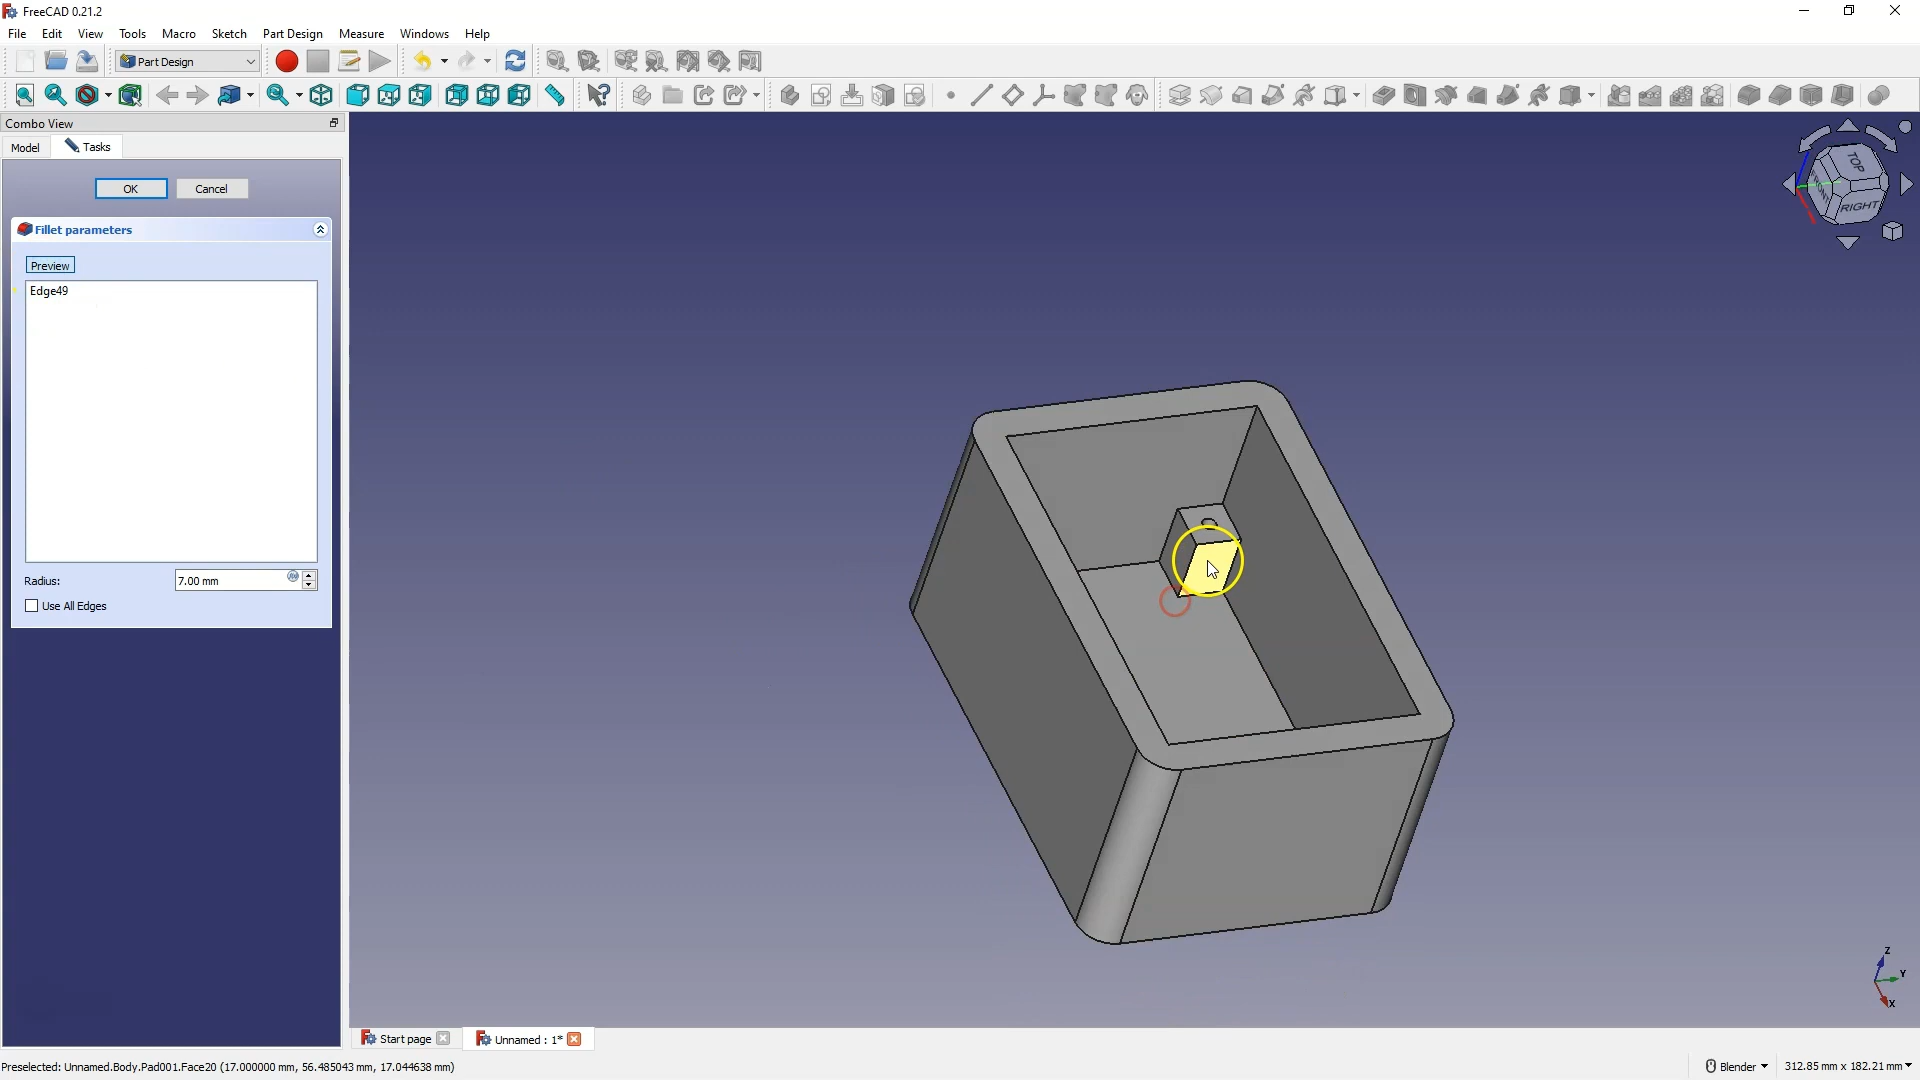 FreeCAD 0.21.2
File Edit View Tools Macro Sketch Part Design Measure Windows Help
Part Design
Combo View
Model Tasks
OK Cancel
Fillet parameters
Preview
Edge49
Radius: 7.00 mm
Use All Edges
TOP
FRONT
RIGHT
Z
Y
X
Start page Unnamed : 1*
Preselected: Unnamed.Body.Pad001.Face20 (17.000000 mm, 56.485043 mm, 17.044638 mm) Blender 312.85 mm x 182.21 mm